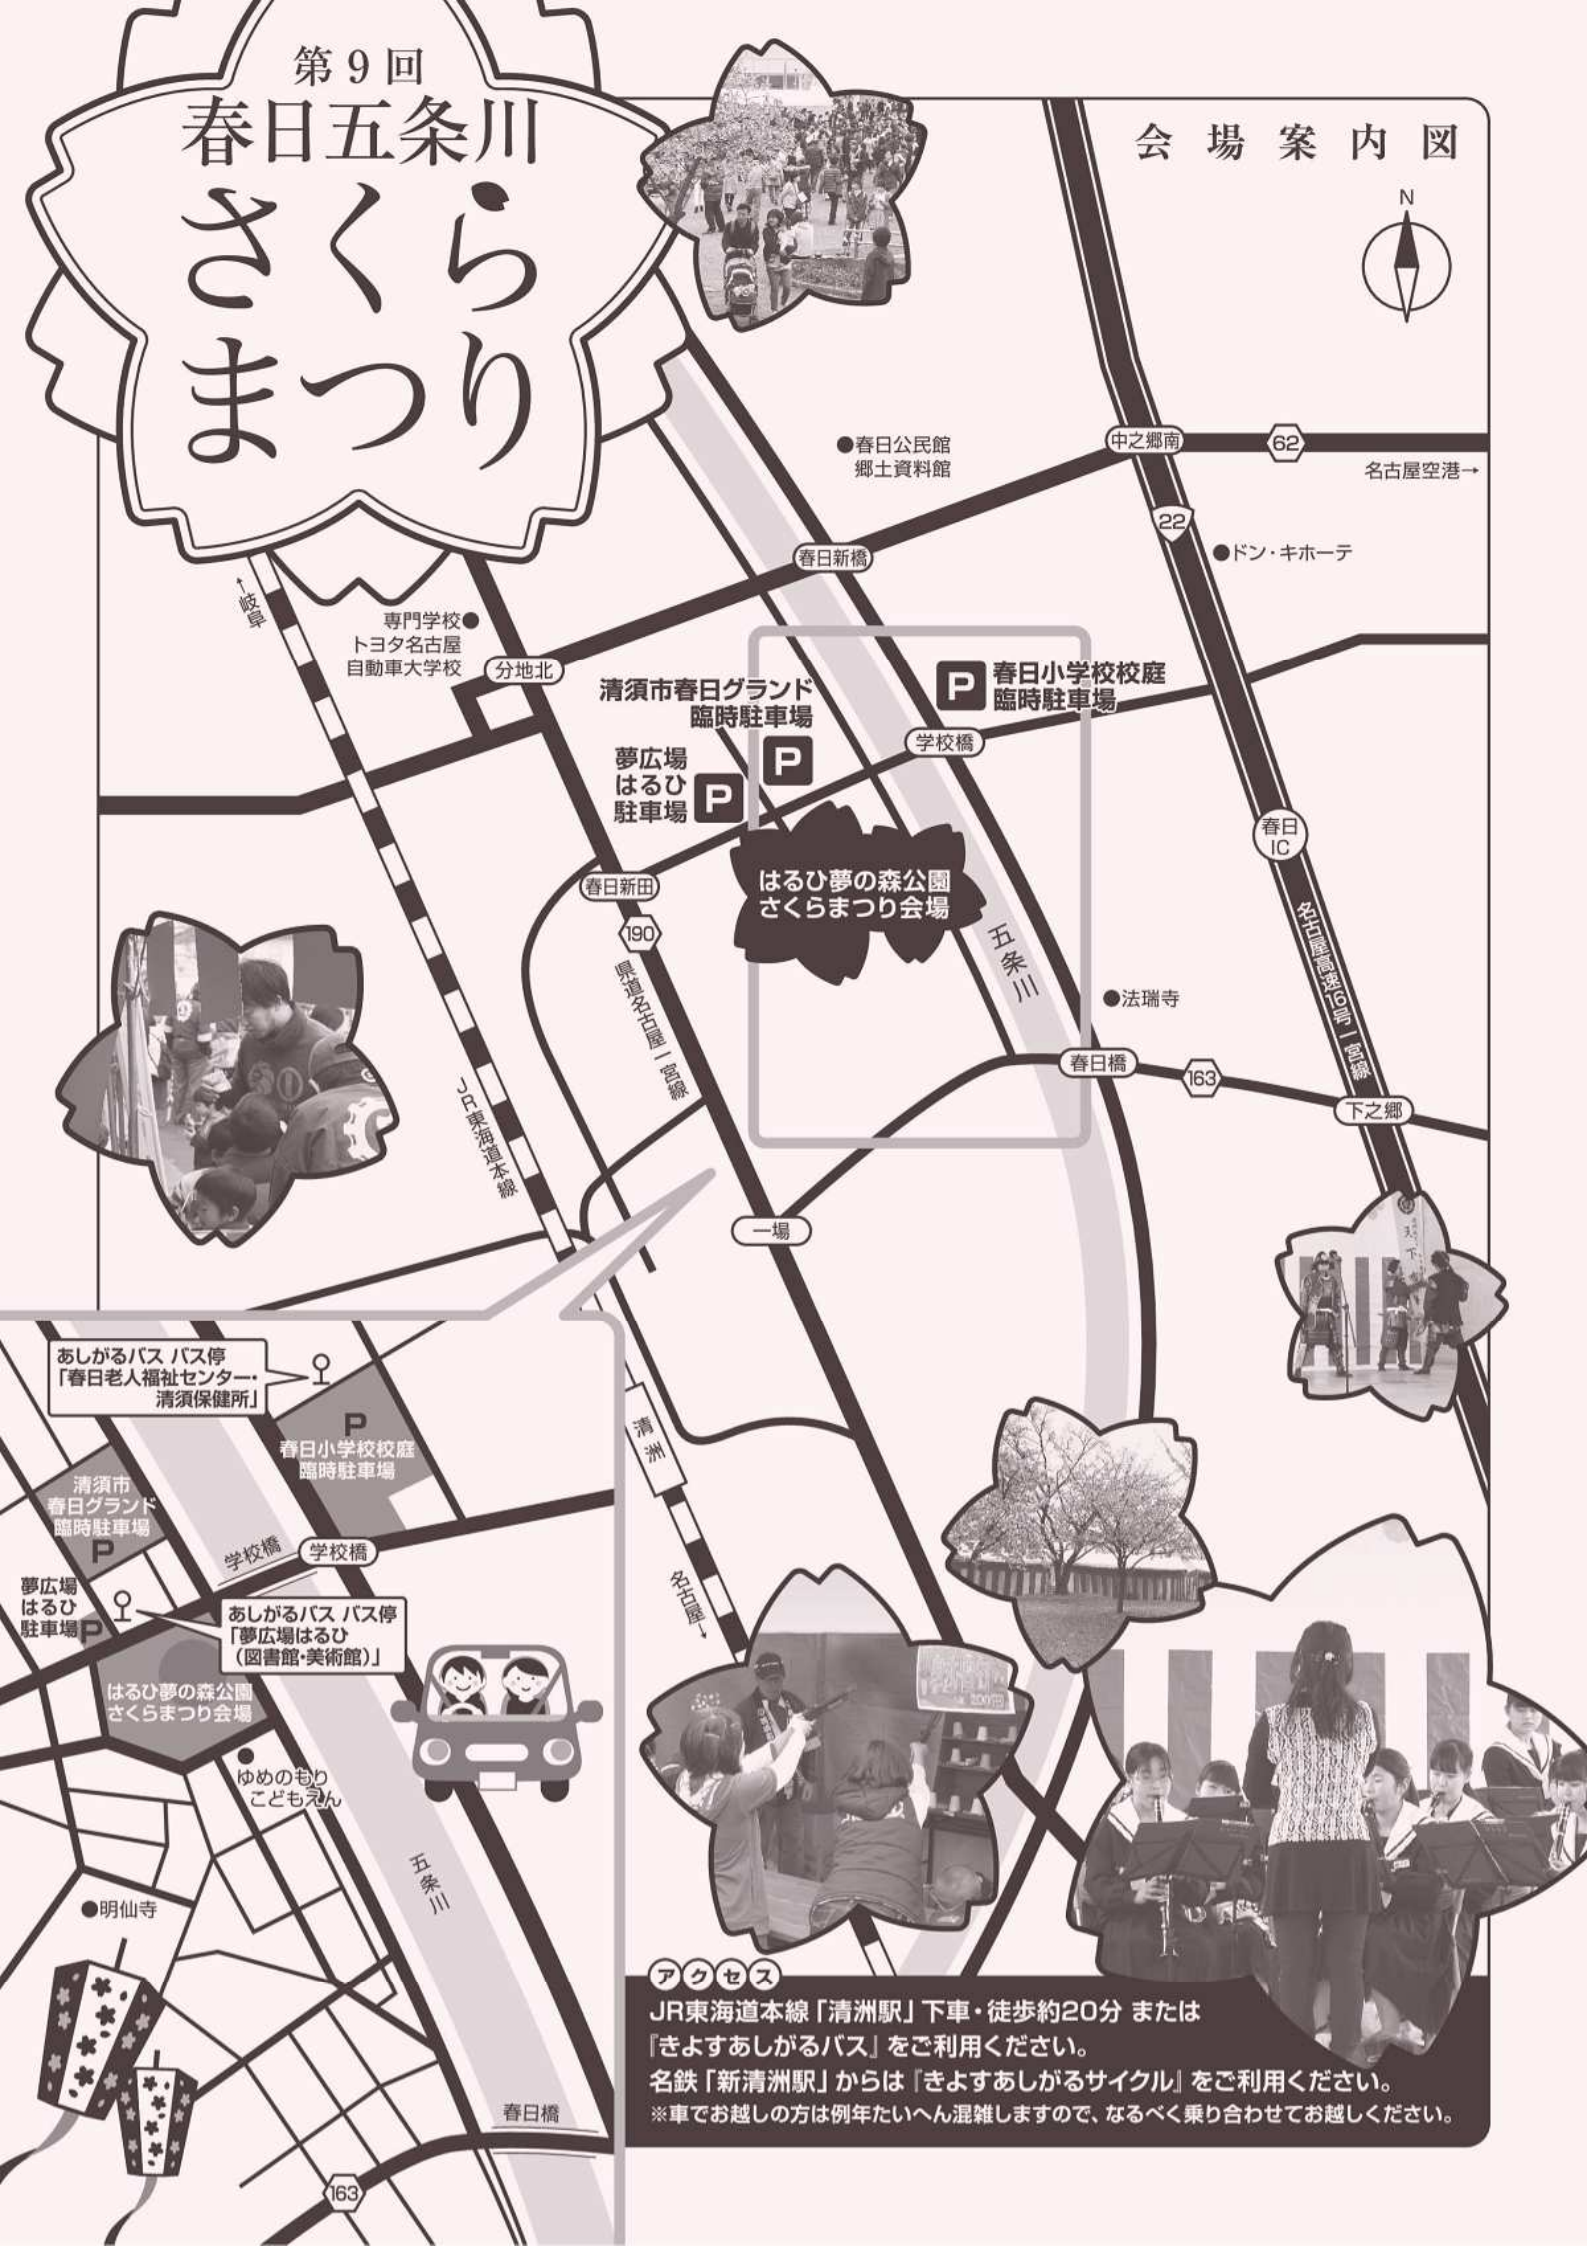 第9回
春日五条川
さくら
まつり
会場案内図
N
●春日公民館
郷土資料館
中之郷南
62
名古屋空港→
22
●ドン・キホーテ
春日新橋
←岐阜
専門学校●
トヨタ名古屋
自動車大学校
分地北
清須市春日グランド
臨時駐車場
P
P
春日小学校校庭
臨時駐車場
学校橋
夢広場
はるひ
駐車場
P
春日
IC
春日新田
はるひ夢の森公園
さくらまつり会場
190
県道名古屋一宮線
五条川
名古屋高速16号一宮線
●法瑞寺
春日橋
163
下之郷
JR東海道本線
一場
清洲
名古屋→
あしがるバス バス停
「春日老人福祉センター・
清須保健所」
P
春日小学校校庭
臨時駐車場
清須市
春日グランド
臨時駐車場
P
学校橋
学校橋
夢広場
はるひ
駐車場P
あしがるバス バス停
「夢広場はるひ
(図書館・美術館)」
はるひ夢の森公園
さくらまつり会場
●
ゆめのもり
こどもえん
五条川
●明仙寺
春日橋
163
天下
200円
アクセス
JR東海道本線「清洲駅」下車・徒歩約20分 または
『きよすあしがるバス』をご利用ください。
名鉄「新清洲駅」からは『きよすあしがるサイクル』をご利用ください。
※車でお越しの方は例年たいへん混雑しますので、なるべく乗り合わせてお越しください。